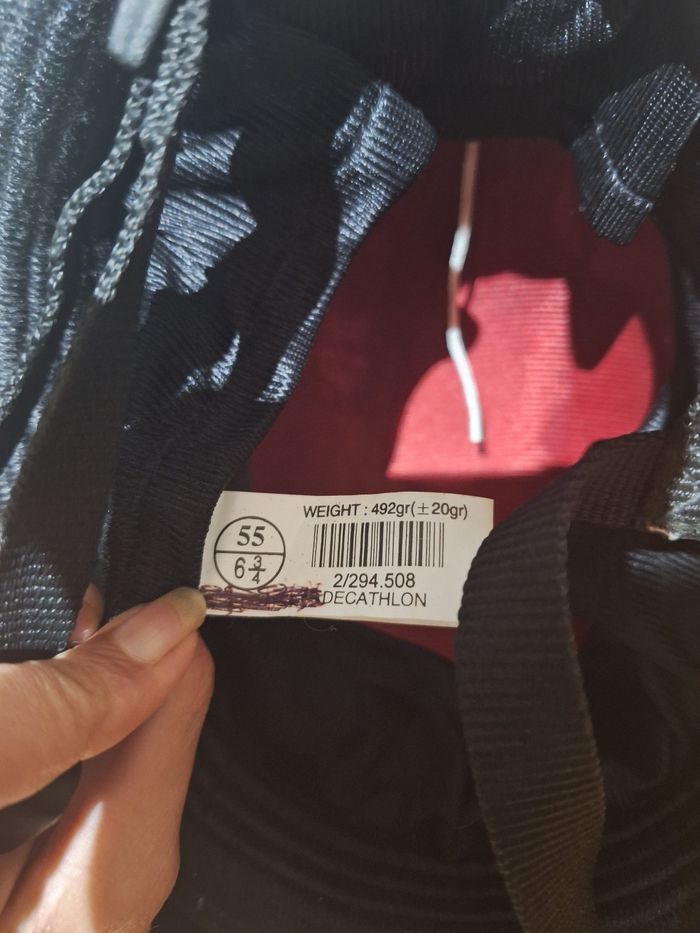 WEIGHT : 492gr(±20gr)
55
6 3/4
2/294.508
DECATHLON